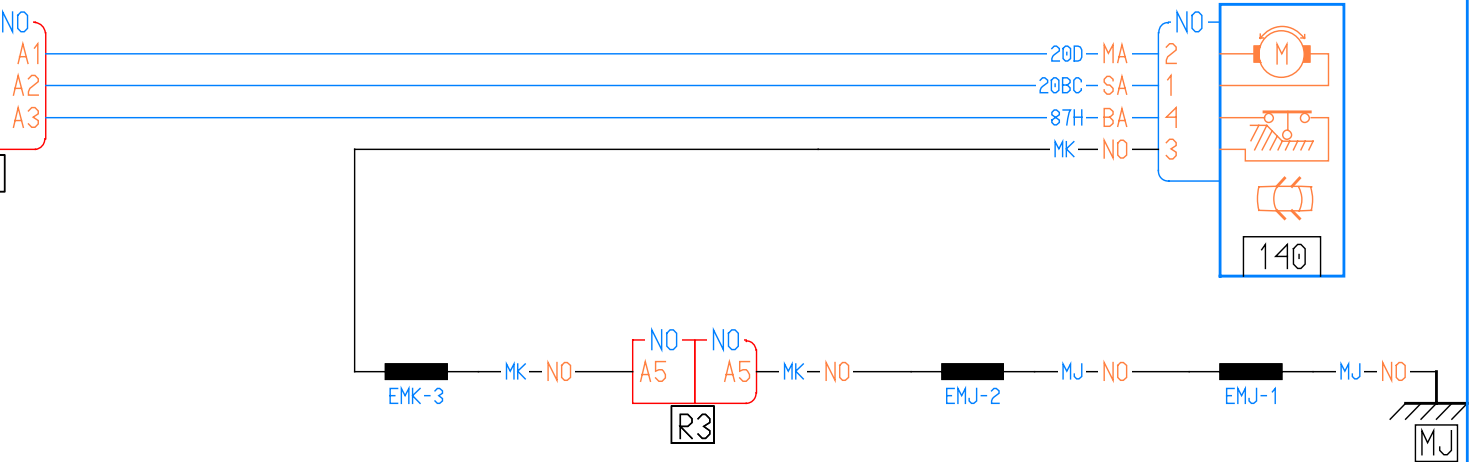 NO NO
A1 20D MA 2 M
A2 20BC SA 1
A3 87H BA 4
MK NO 3
140
NO NO
MK NO A5 A5 MK NO MJ NO MJ NO
EMK-3 EMJ-2 EMJ-1
R3 MJ